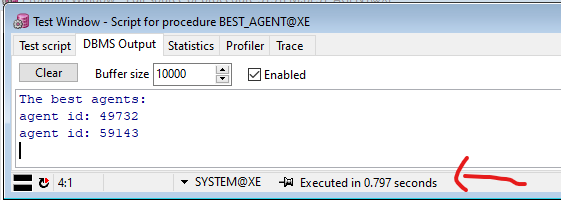 Test Window - Script for procedure BEST_AGENT@XE
Test script DBMS Output Statistics Profiler Trace
Clear Buffer size 10000 Enabled
The best agents:
agent id: 49732
agent id: 59143
4:1 SYSTEM@XE Executed in 0.797 seconds